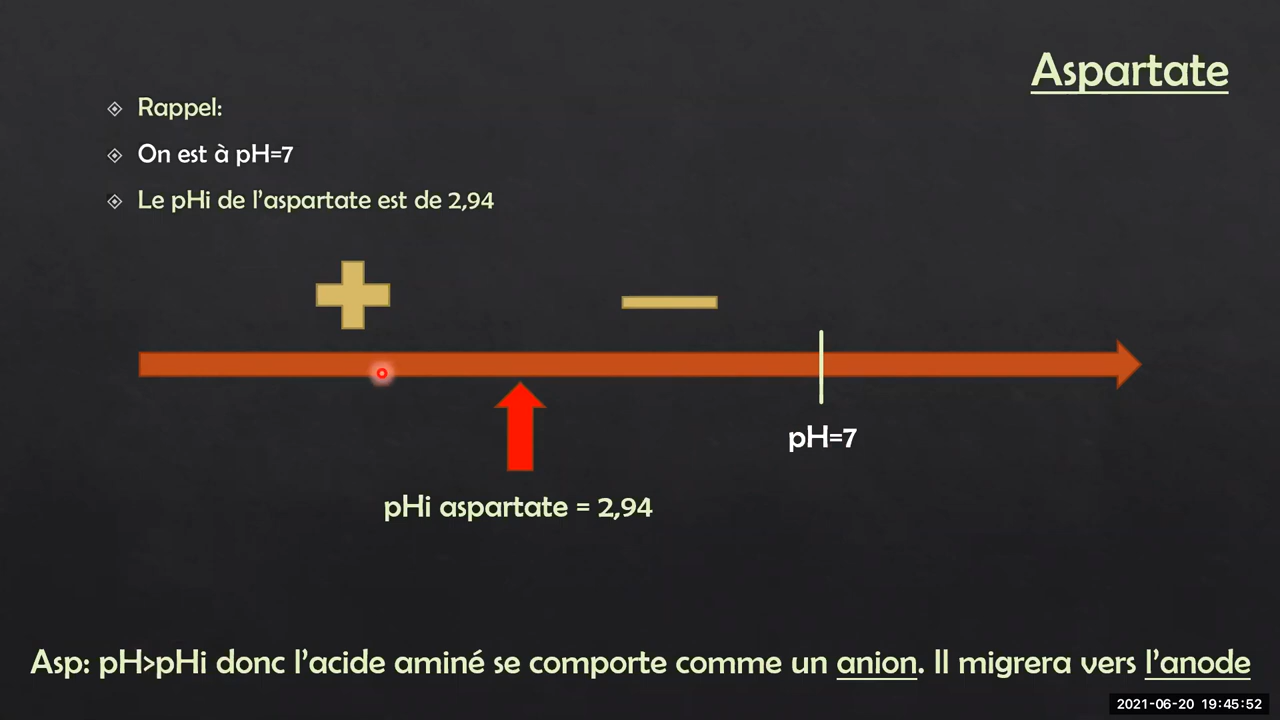 Aspartate
Rappel:
On est à pH=7
Le pHi de l’aspartate est de 2,94
pH=7
pHi aspartate = 2,94
Asp: pH>pHi donc l’acide aminé se comporte comme un anion. Il migrera vers l’anode
2021-06-20 19:45:52